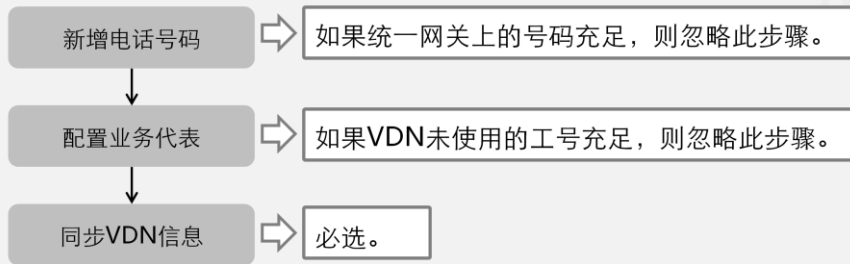 新增电话号码
如果统一网关上的号码充足，则忽略此步骤。
配置业务代表
如果VDN未使用的工号充足，则忽略此步骤。
同步VDN信息
必选。